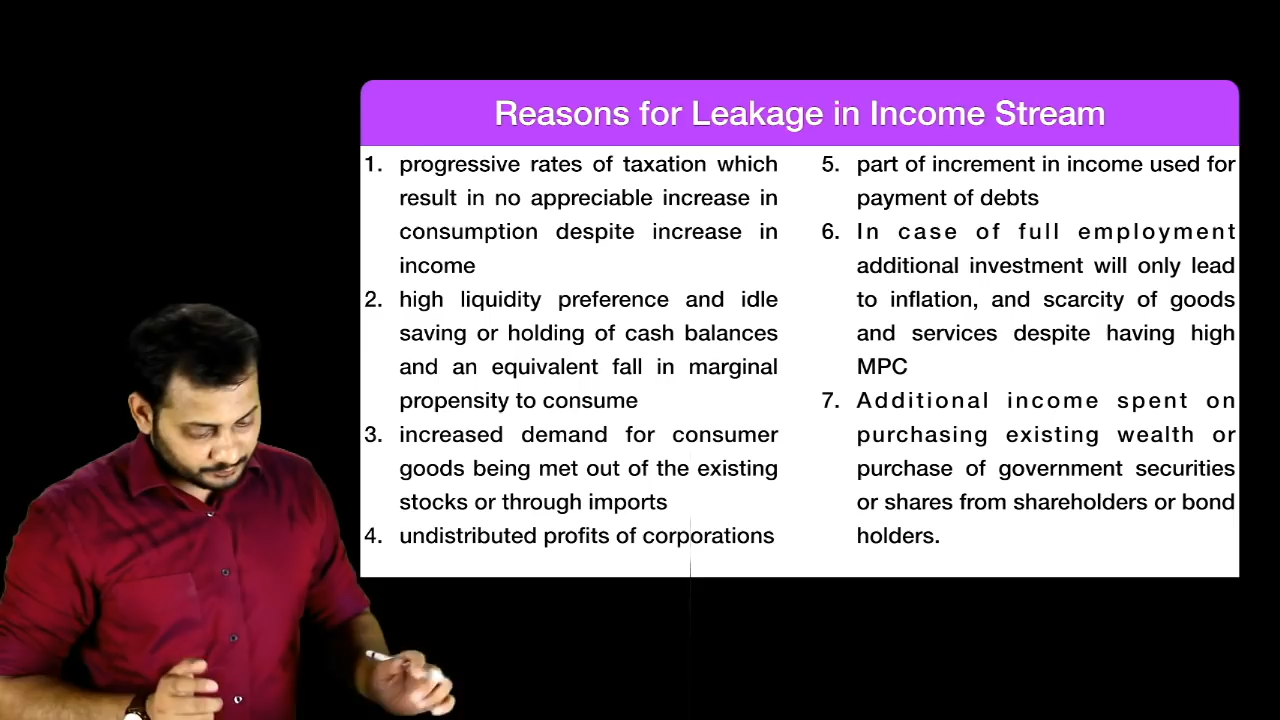 Reasons for Leakage in Income Stream
1. progressive rates of taxation which
result in no appreciable increase in
consumption despite increase in
income
2. high liquidity preference and idle
saving or holding of cash balances
and an equivalent fall in marginal
propensity to consume
3. increased demand for consumer
goods being met out of the existing
stocks or through imports
4. undistributed profits of corporations
5. part of increment in income used for
payment of debts
6. In case of full employment
additional investment will only lead
to inflation, and scarcity of goods
and services despite having high
MPC
7. Additional income spent on
purchasing existing wealth or
purchase of government securities
or shares from shareholders or bond
holders.